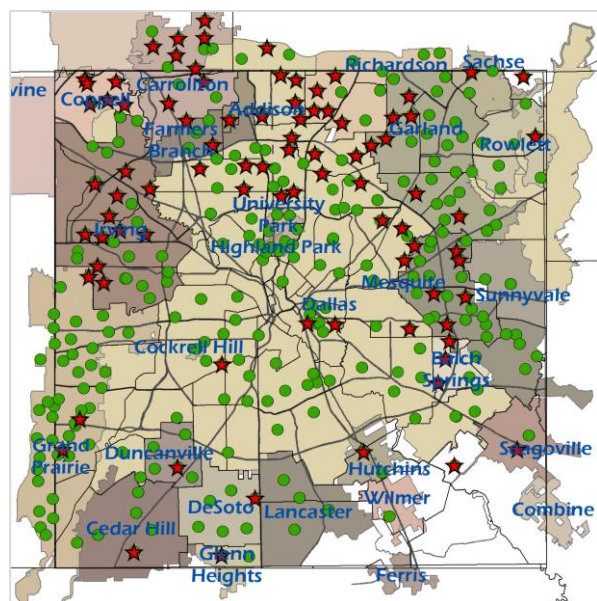 Richardson
Sachse
vine
Coppell
Carrollton
Addison
Farmers
Branch
Garland
Rowlett
University
Park
Highland Park
Irving
Mesquite
Sunnyvale
Dallas
Cockrell Hill
Balch
Springs
Grand
Prairie
Duncanville
Seagoville
Hutchins
DeSoto
Lancaster
Wilmer
Combine
Cedar Hill
Glenn
Heights
Ferris